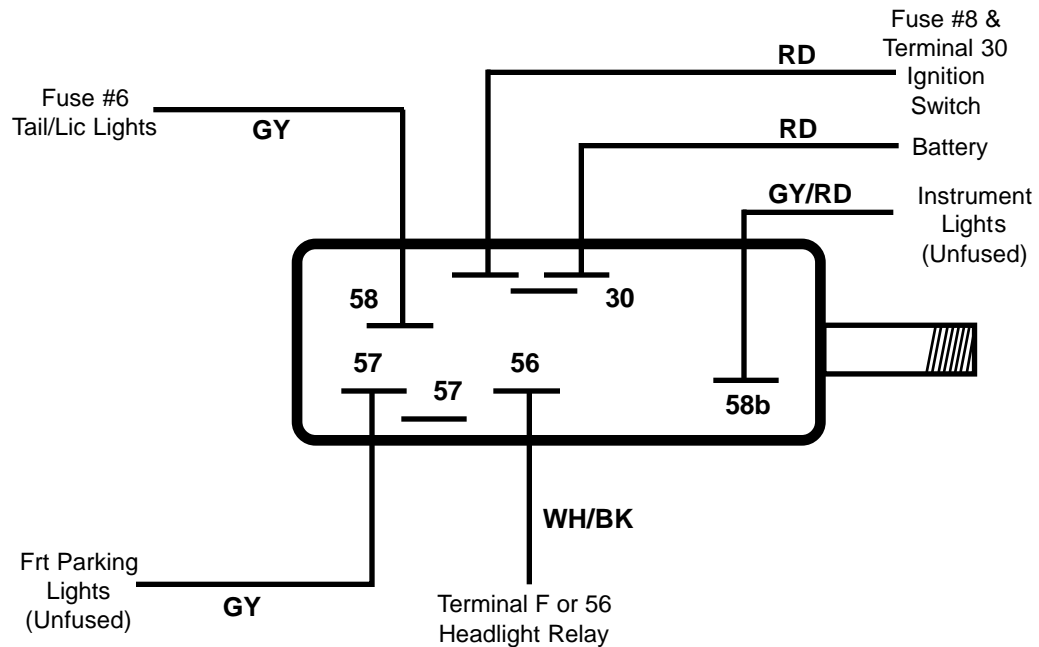 Fuse #8 &
Terminal 30
Ignition
Switch
RD
Fuse #6
Tail/Lic Lights
GY
RD
Battery
GY/RD
Instrument
Lights
(Unfused)
58
30
57
57
56
58b
WH/BK
Frt Parking
Lights
(Unfused)
GY
Terminal F or 56
Headlight Relay